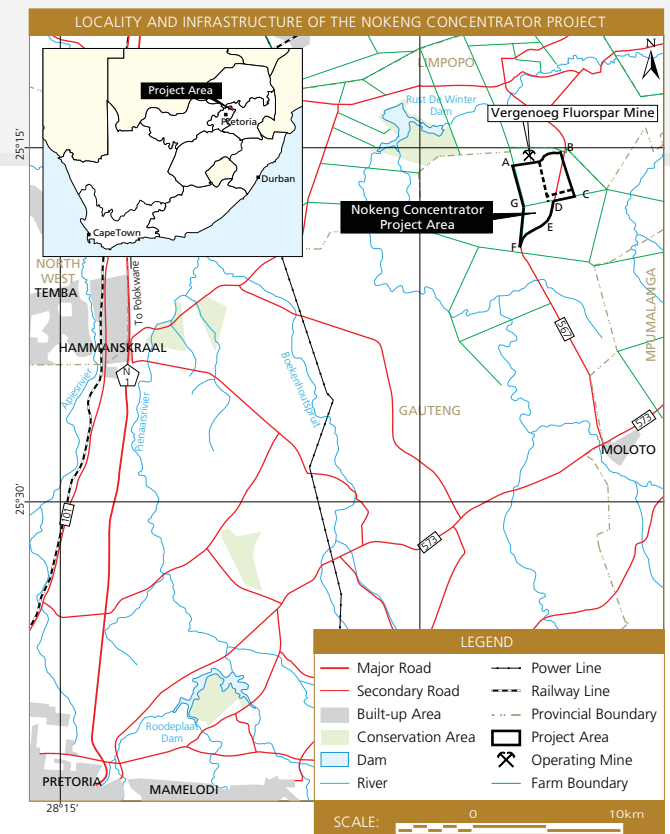 LOCALITY AND INFRASTRUCTURE OF THE NOKENG CONCENTRATOR PROJECT
N
LIMPOPO
Project Area
Pretoria
Durban
CapeTown
Rust De Winter
Dam
Vergenoeg Fluorspar Mine
25°15'
A
B
C
D
E
F
G
Nokeng Concentrator
Project Area
NORTH
WEST
TEMBA
To Polokwane
HAMMANSKRAAL
N
1
Apiesrivier
Pienaarsrivier
Boekenhoutspruit
567
MPUMALANGA
GAUTENG
573
MOLOTO
25°30'
101
573
Roodeplaat
Dam
PRETORIA
MAMELODI
28°15'
LEGEND
Major Road
Secondary Road
Built-up Area
Conservation Area
Dam
River
Power Line
Railway Line
Provincial Boundary
Project Area
Operating Mine
Farm Boundary
SCALE:
0
10km